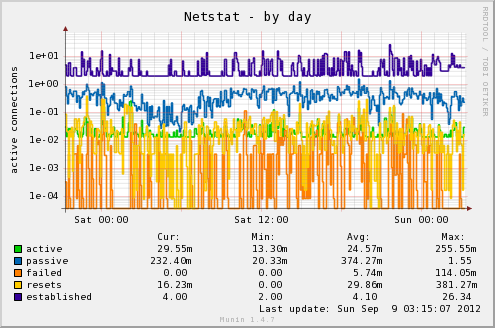 Netstat - by day
RRDTOOL / TOBI OETIKER
active connections
1e+01
1e+00
1e-01
1e-02
1e-03
1e-04
Sat 00:00 Sat 12:00 Sun 00:00
Cur: Min: Avg: Max:
active 29.55m 13.30m 24.57m 255.55m
passive 232.40m 20.33m 374.27m 1.55
failed 0.00 0.00 5.74m 114.05m
resets 16.23m 0.00 29.86m 381.27m
established 4.00 2.00 4.10 26.34
Last update: Sun Sep 9 03:15:07 2012
Munin 1.4.7